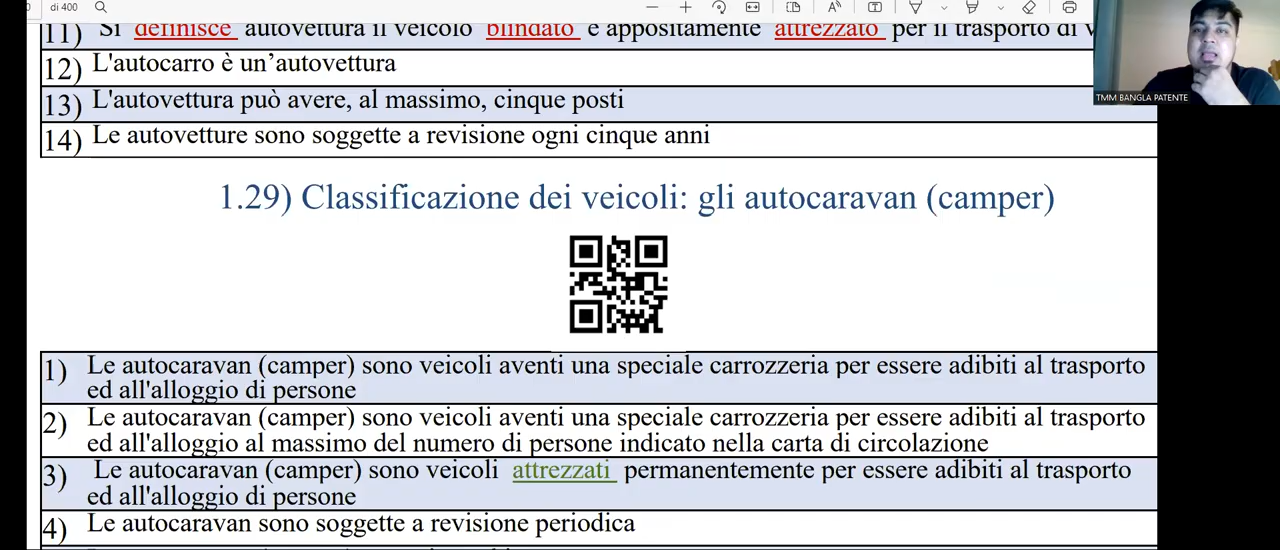 di 400
11) Si definisce autovettura il veicolo blindato e appositamente attrezzato per il trasporto di
12) L'autocarro è un'autovettura
13) L'autovettura può avere, al massimo, cinque posti
14) Le autovetture sono soggette a revisione ogni cinque anni
TMM BANGLA PATENTE
1.29) Classificazione dei veicoli: gli autocaravan (camper)
1) Le autocaravan (camper) sono veicoli aventi una speciale carrozzeria per essere adibiti al trasporto
ed all'alloggio di persone
2) Le autocaravan (camper) sono veicoli aventi una speciale carrozzeria per essere adibiti al trasporto
ed all'alloggio al massimo del numero di persone indicato nella carta di circolazione
3) Le autocaravan (camper) sono veicoli attrezzati permanentemente per essere adibiti al trasporto
ed all'alloggio di persone
4) Le autocaravan sono soggette a revisione periodica